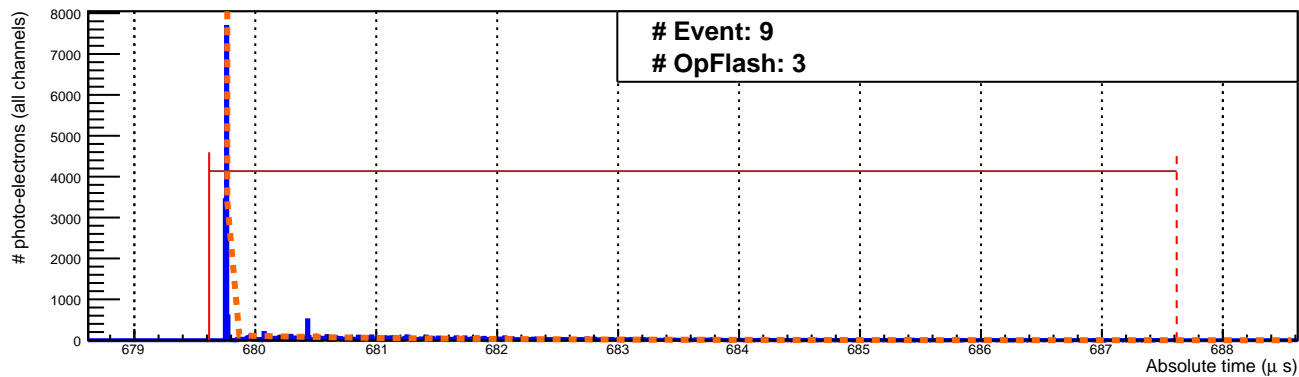 # Event: 9
# OpFlash: 3
# photo-electrons (all channels)
8000
7000
6000
5000
4000
3000
2000
1000
0
679 680 681 682 683 684 685 686 687 688
Absolute time (μ s)